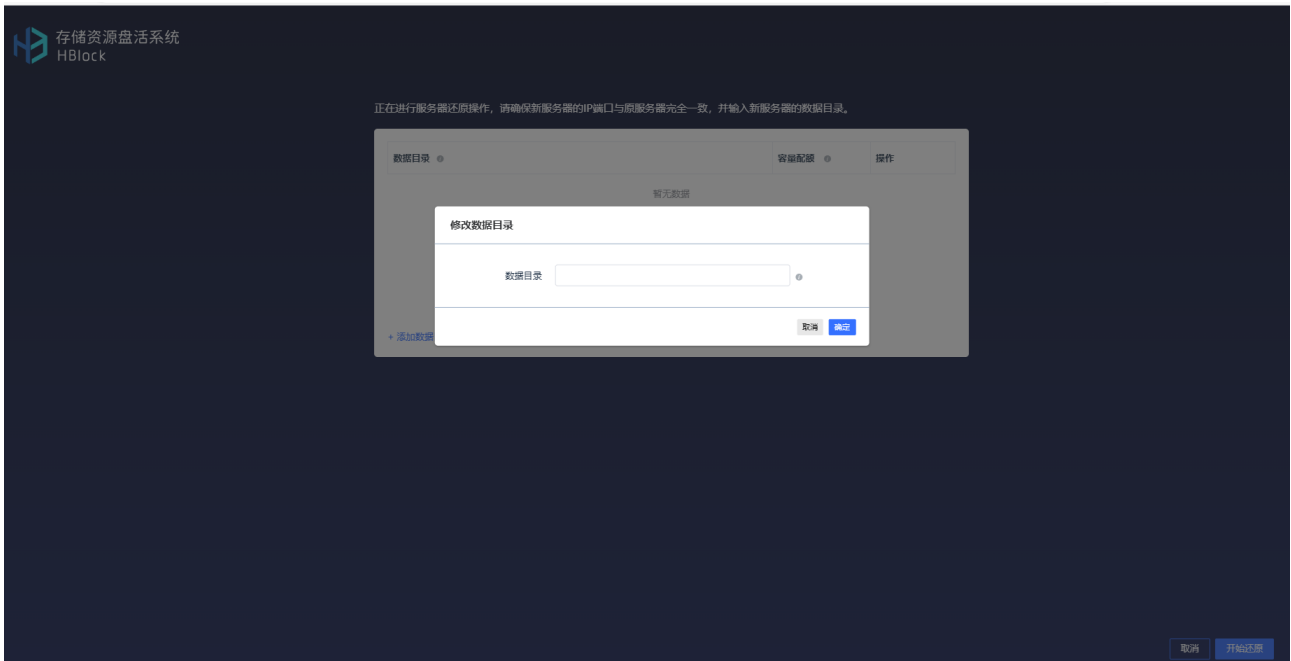 存储资源盘活系统
HBlock
正在进行服务器还原操作，请确保新服务器的IP端口与原服务器完全一致，并输入新服务器的数据目录。
数据目录 容量配额 操作
暂无数据
修改数据目录
数据目录
取消 确定
+ 添加数据
取消 开始还原